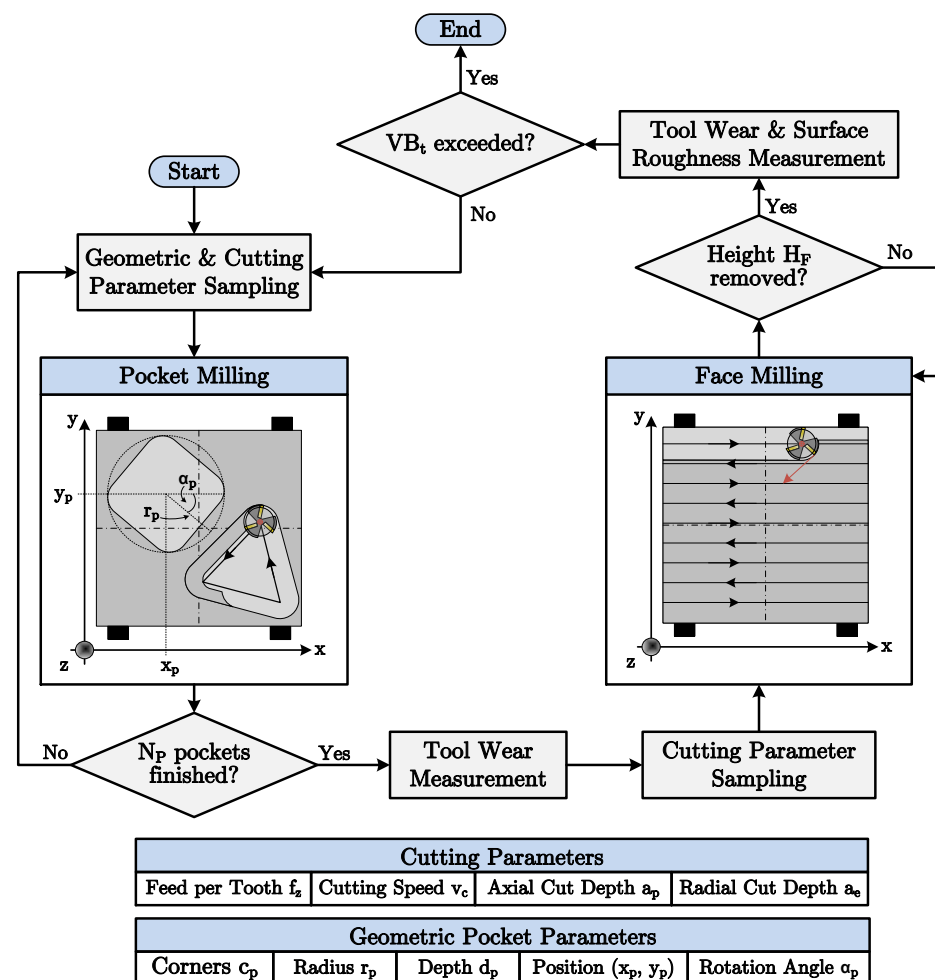 End
Yes
VBt exceeded?
No
Tool Wear & Surface
Roughness Measurement
Start
Yes
Geometric & Cutting
Parameter Sampling
Height HF
removed?
No
Pocket Milling
y
yp
αp
rp
z
xp
x
Face Milling
y
z
x
No
NP pockets
finished?
Yes
Tool Wear
Measurement
Cutting Parameter
Sampling
Cutting Parameters
Feed per Tooth fz
Cutting Speed vc
Axial Cut Depth ap
Radial Cut Depth ae
Geometric Pocket Parameters
Corners cp
Radius rp
Depth dp
Position (xp, yp)
Rotation Angle αp